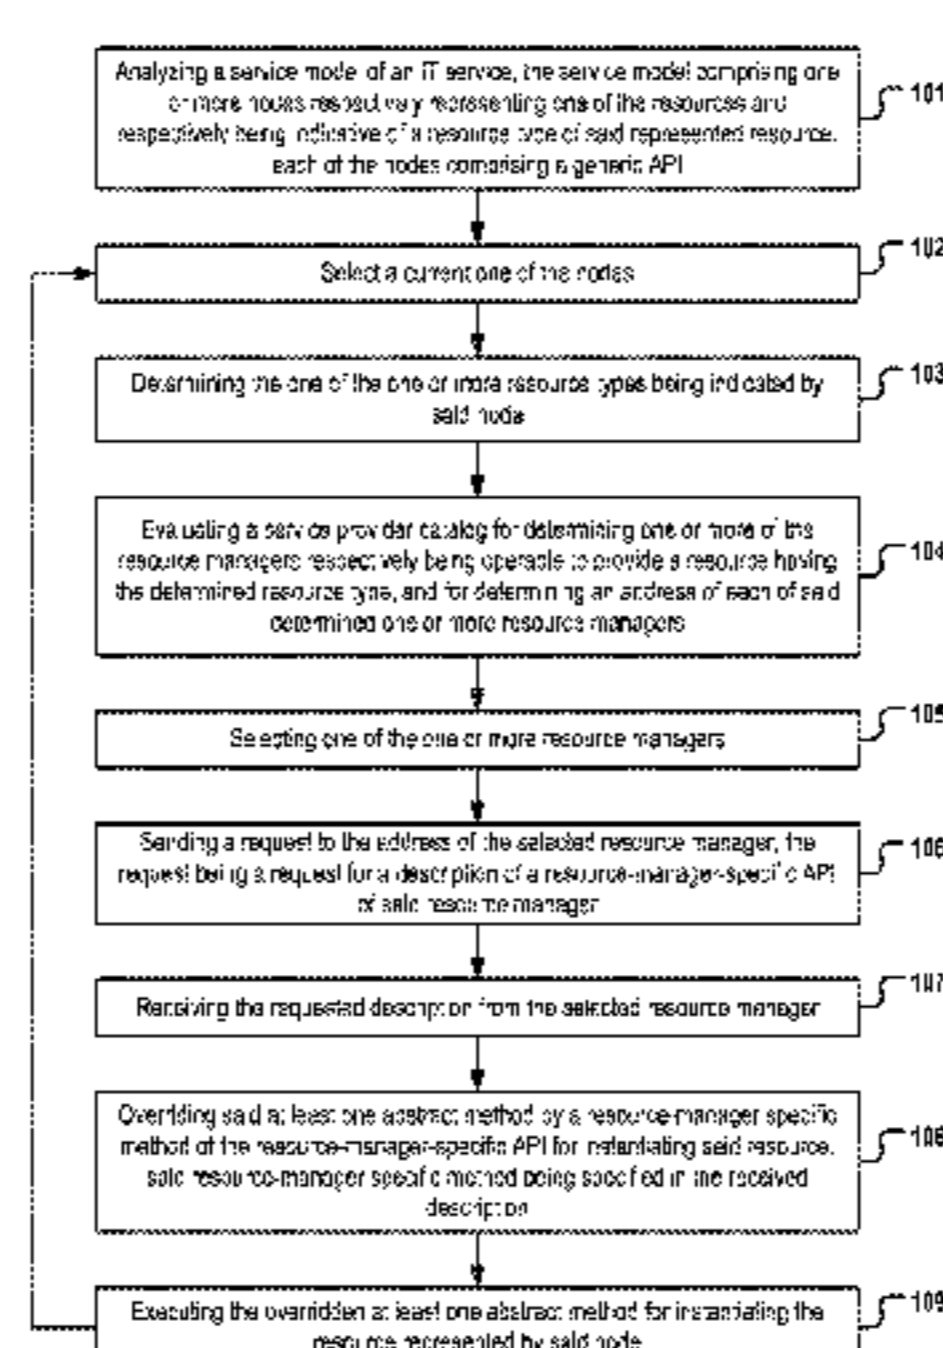 Analyzing a service model of an IT service, the service model comprising one
or more nodes respectively representing one of the resources and
respectively being indicative of a resource type of said represented resource,
each of the nodes comprising a generic API
101
Select a current one of the nodes
102
Determining the one of the one or more resource types being indicated by
said node
103
Evaluating a service provider catalog for determining one or more of the
resource managers respectively being operable to provide a resource having
the determined resource type, and for determining an address of each of said
determined one or more resource managers
104
Selecting one of the one or more resource managers
105
Sending a request to the address of the selected resource manager, the
request being a request for a description of a resource-manager-specific API
of said resource manager
106
Receiving the requested description from the selected resource manager
107
Overriding said at least one abstract method by a resource-manager specific
method of the resource-manager-specific API for instantiating said resource,
said resource-manager specific method being specified in the received
description
108
Executing the overridden at least one abstract method for instantiating the
resource represented by said node
109